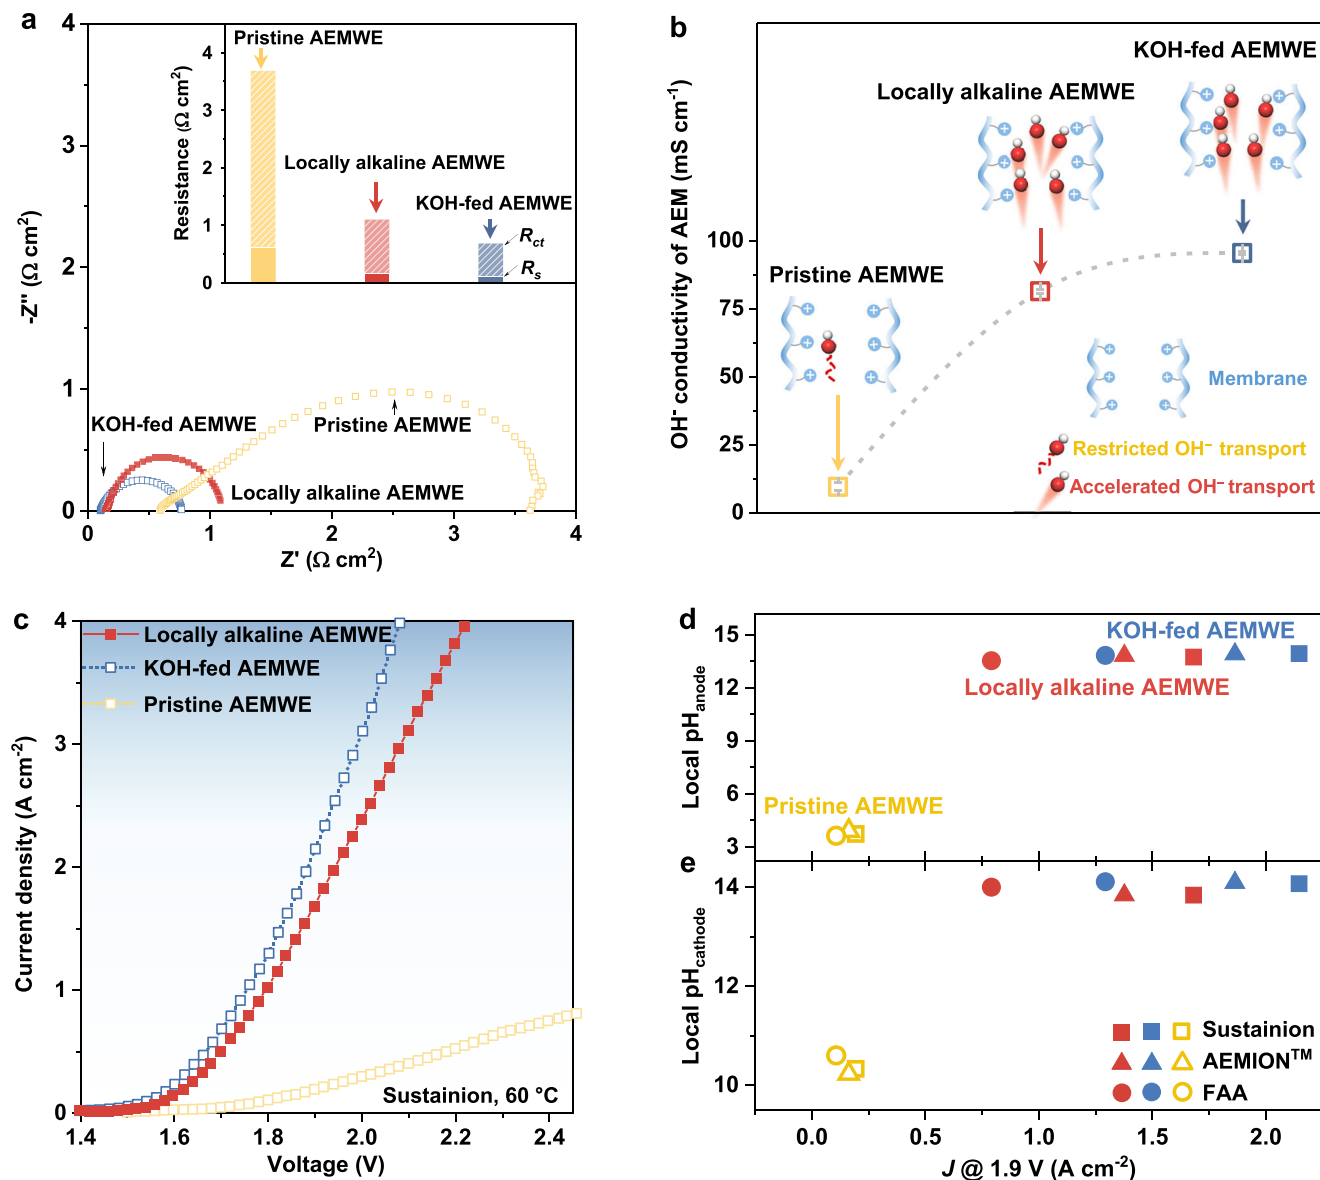 a
4
3
2
1
0
-Z'' (Ω cm²)
0
1
2
3
4
Z' (Ω cm²)
Pristine AEMWE
4
3
2
1
0
Resistance (Ω cm²)
Locally alkaline AEMWE
KOH-fed AEMWE
R_ct
R_s
KOH-fed AEMWE
Pristine AEMWE
Locally alkaline AEMWE
b
KOH-fed AEMWE
Locally alkaline AEMWE
Pristine AEMWE
OH⁻ conductivity of AEM (mS cm⁻¹)
100
75
50
25
0
Membrane
Restricted OH⁻ transport
Accelerated OH⁻ transport
c
4
3
2
1
0
Current density (A cm⁻²)
Locally alkaline AEMWE
KOH-fed AEMWE
Pristine AEMWE
Sustainion, 60 °C
1.4
1.6
1.8
2.0
2.2
2.4
Voltage (V)
d
15
12
9
6
3
Local pH_anode
KOH-fed AEMWE
Locally alkaline AEMWE
Pristine AEMWE
e
14
12
10
Local pH_cathode
Sustainion
AEMION™
FAA
0.0
0.5
1.0
1.5
2.0
J @ 1.9 V (A cm⁻²)